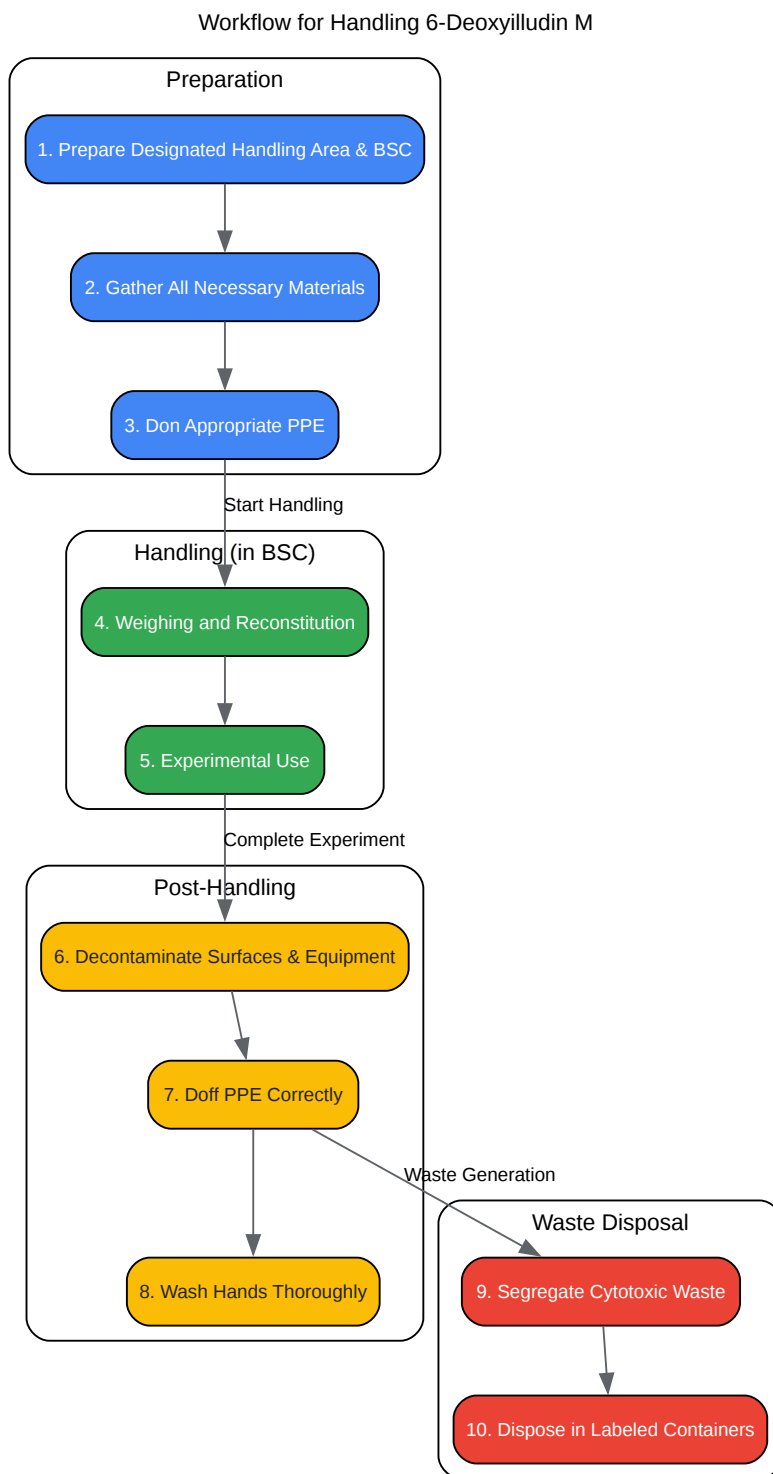 Workflow for Handling 6-Deoxyilludin M
Preparation
1. Prepare Designated Handling Area & BSC
2. Gather All Necessary Materials
3. Don Appropriate PPE
Start Handling
Handling (in BSC)
4. Weighing and Reconstitution
5. Experimental Use
Complete Experiment
Post-Handling
6. Decontaminate Surfaces & Equipment
7. Doff PPE Correctly
Waste Generation
Waste Disposal
8. Wash Hands Thoroughly
9. Segregate Cytotoxic Waste
10. Dispose in Labeled Containers